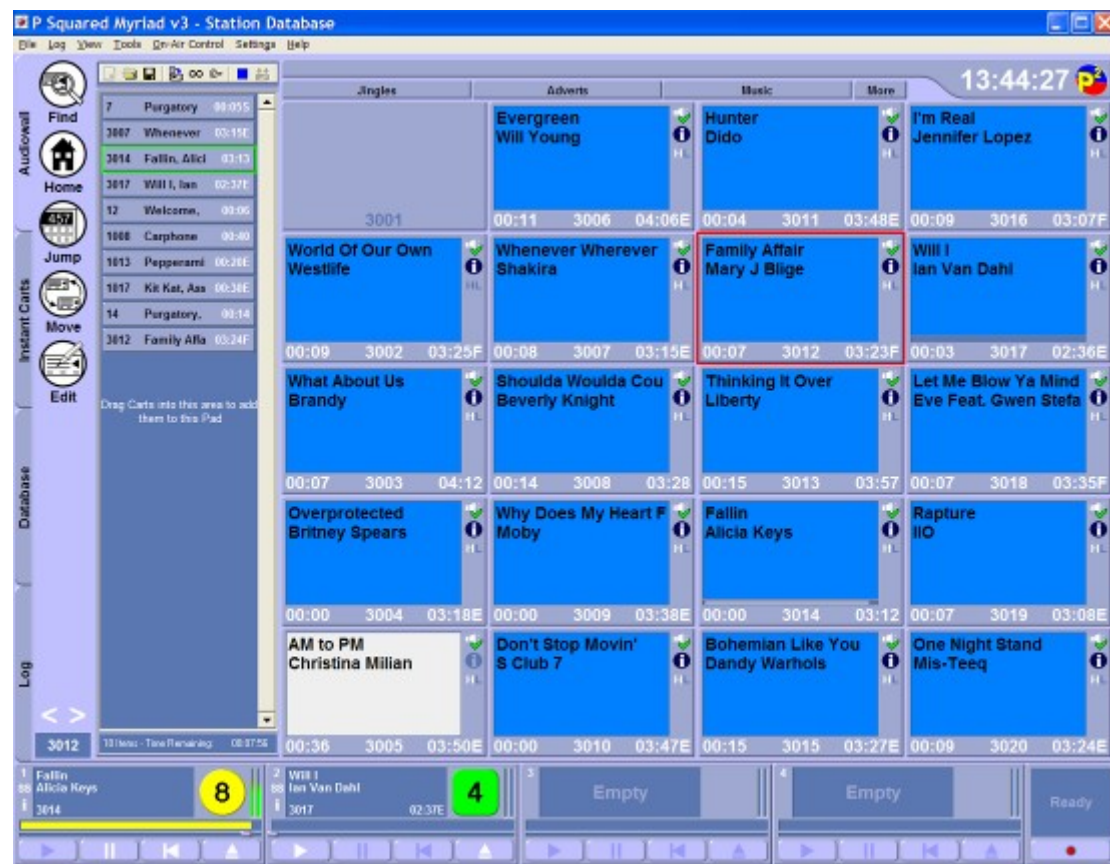 P Squared Myriad v3 - Station Database
File Log View Tools On-Air Control Settings Help
13:44:27
Jingles Adverts Music More
Audiowall
Instant Carts
Database
Log
Find
Home
457
Jump
Move
Edit
< >
3012
7 Purgatory 00:05S
3007 Whenever 03:15E
3014 Fallin, Alici 03:13
3017 Will I, Ian 02:37E
12 Welcome, 00:06
1008 Carphone 00:40
1013 Pepperami 00:20E
1017 Kit Kat, Aas 00:30E
14 Purgatory, 00:14
3012 Family Affa 03:24F
Drag Carts into this area to add
them to this Pad
10 Items - Time Remaining: 00:07:56
3001
Evergreen
Will Young
00:11 3006 04:06E
Hunter
Dido
00:04 3011 03:48E
I'm Real
Jennifer Lopez
00:09 3016 03:07F
World Of Our Own
Westlife
00:09 3002 03:25F
Whenever Wherever
Shakira
00:08 3007 03:15E
Family Affair
Mary J Blige
00:07 3012 03:23F
Will I
Ian Van Dahl
00:03 3017 02:36E
What About Us
Brandy
00:07 3003 04:12
Shoulda Woulda Cou
Beverly Knight
00:14 3008 03:28
Thinking It Over
Liberty
00:15 3013 03:57
Let Me Blow Ya Mind
Eve Feat. Gwen Stefa
00:07 3018 03:35F
Overprotected
Britney Spears
00:00 3004 03:18E
Why Does My Heart F
Moby
00:00 3009 03:38E
Fallin
Alicia Keys
00:00 3014 03:12
Rapture
IIO
00:07 3019 03:08E
AM to PM
Christina Milian
00:36 3005 03:50E
Don't Stop Movin'
S Club 7
00:00 3010 03:47E
Bohemian Like You
Dandy Warhols
00:15 3015 03:27E
One Night Stand
Mis-Teeq
00:09 3020 03:24E
1 Fallin
Alicia Keys
3014
8
2 Will I
Ian Van Dahl
3017 02:37E
4
3 Empty
4 Empty
Ready